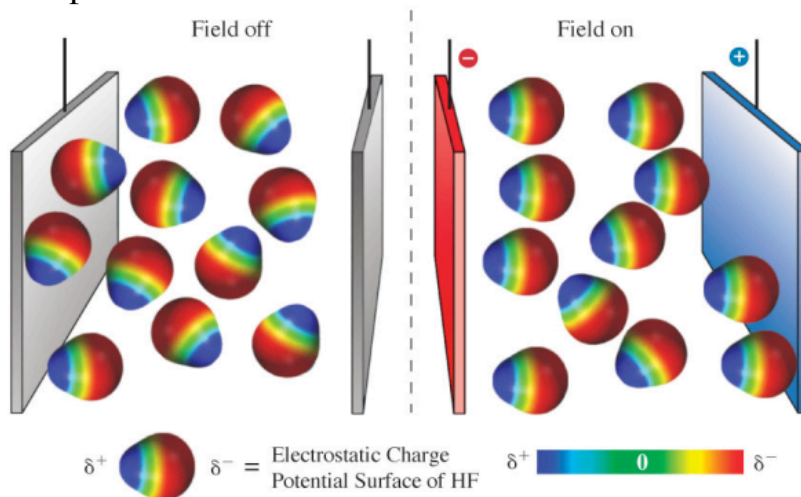 Field off
Field on
−
+
δ+ δ− = Electrostatic Charge
Potential Surface of HF
δ+ 0 δ−